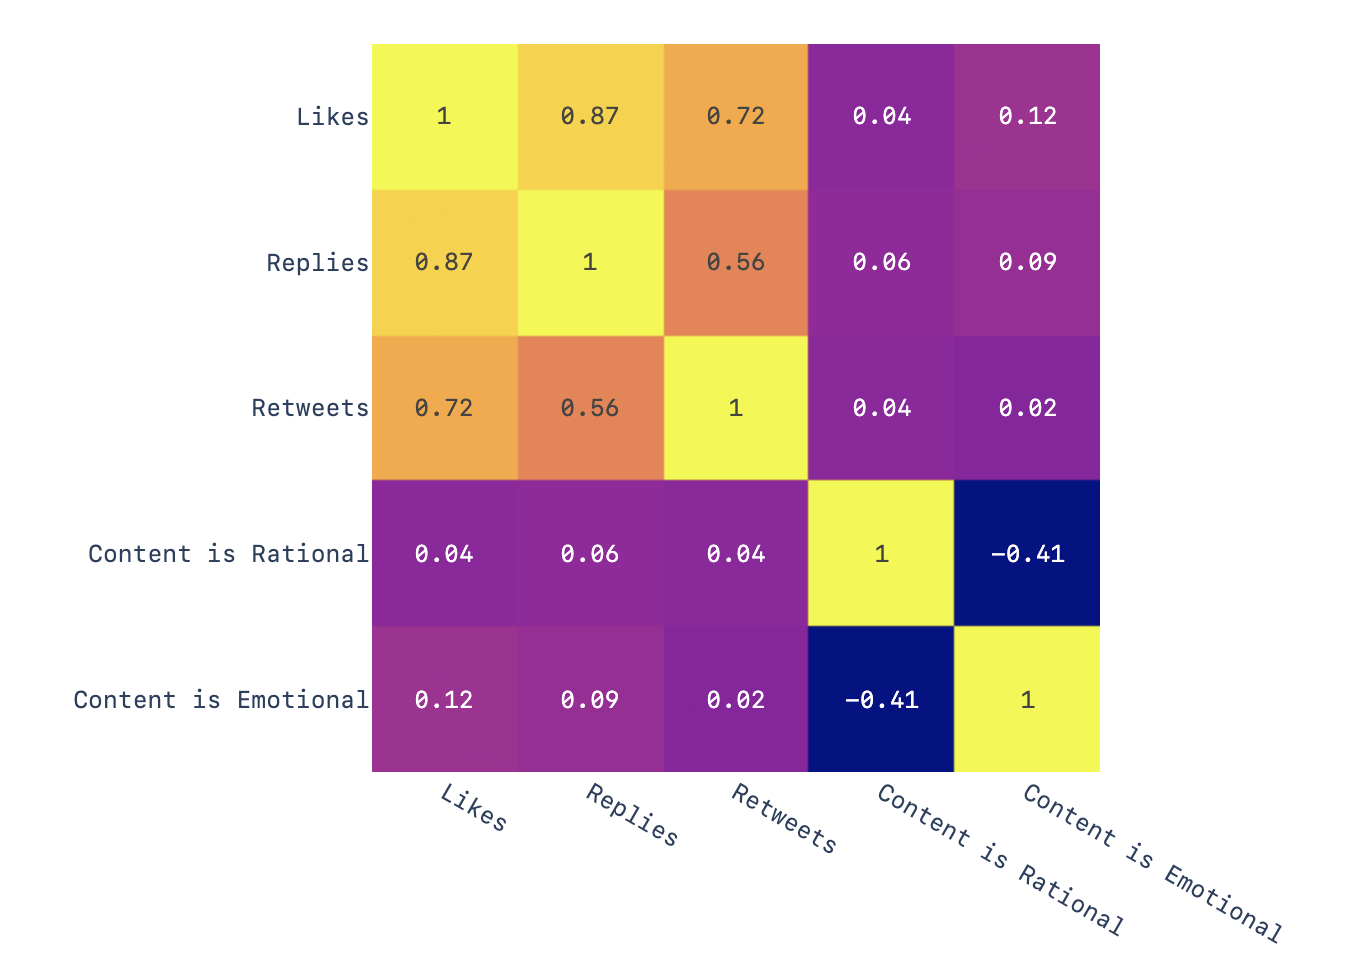 Likes 1 0.87 0.72 0.04 0.12
Replies 0.87 1 0.56 0.06 0.09
Retweets 0.72 0.56 1 0.04 0.02
Content is Rational 0.04 0.06 0.04 1 −0.41
Content is Emotional 0.12 0.09 0.02 −0.41 1
Likes
Replies
Retweets
Content is Rational
Content is Emotional